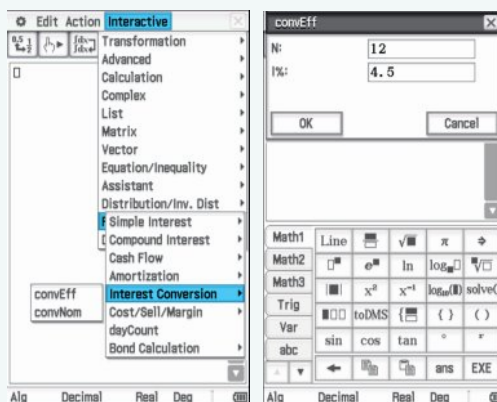 Edit Action Interactive
Transformation
Advanced
Calculation
Complex
List
Matrix
Vector
Equation/Inequality
Assistant
Distribution/Inv. Dist
F
Simple Interest
Compound Interest
Cash Flow
Amortization
Interest Conversion
Cost/Sell/Margin
dayCount
Bond Calculation
convEff
convNom
Alg Decimal Real Deg
convEff
N: 12
I%: 4.5
OK Cancel
Math1 Line √ π ⇒
Math2 e ln log √
Math3 |■| x² x⁻¹ log₁₀(■) solve(
Trig toDMS { { } ( )
Var sin cos tan ° r
abc
ans EXE
Alg Decimal Real Deg